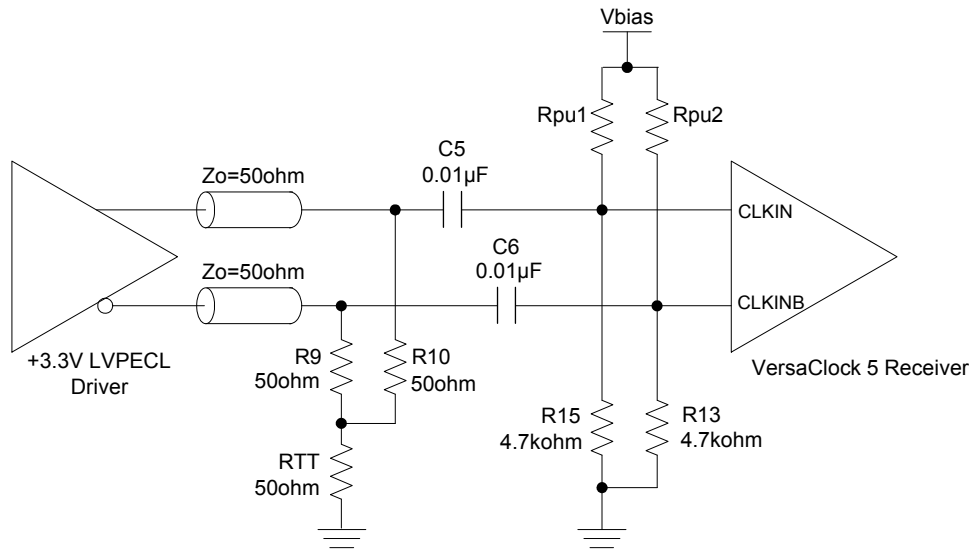 Vbias
Rpu1
Rpu2
C5
0.01µF
Zo=50ohm
CLKIN
C6
0.01µF
Zo=50ohm
CLKINB
+3.3V LVPECL
Driver
R9
50ohm
R10
50ohm
VersaClock 5 Receiver
R15
4.7kohm
R13
4.7kohm
RTT
50ohm